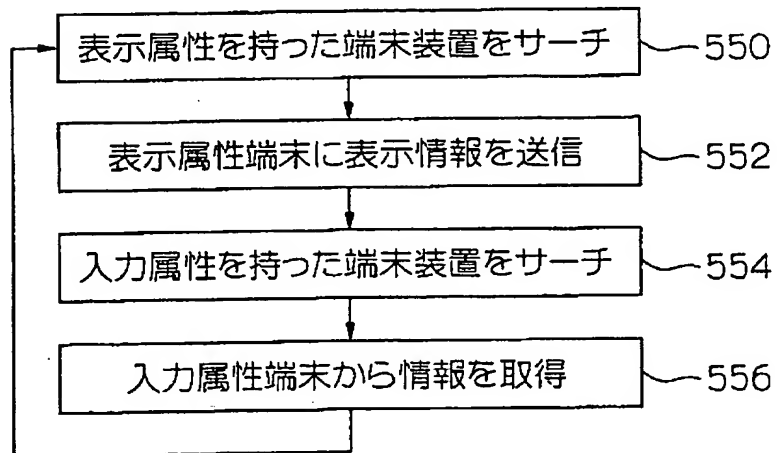 表示属性を持った端末装置をサーチ 550
表示属性端末に表示情報を送信 552
入力属性を持った端末装置をサーチ 554
入力属性端末から情報を取得 556